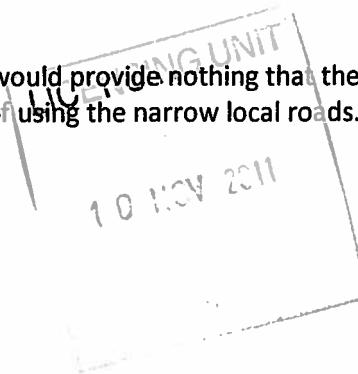 LICENSING UNIT
would provide nothing that the
f using the narrow local roads.
10 NOV 2011